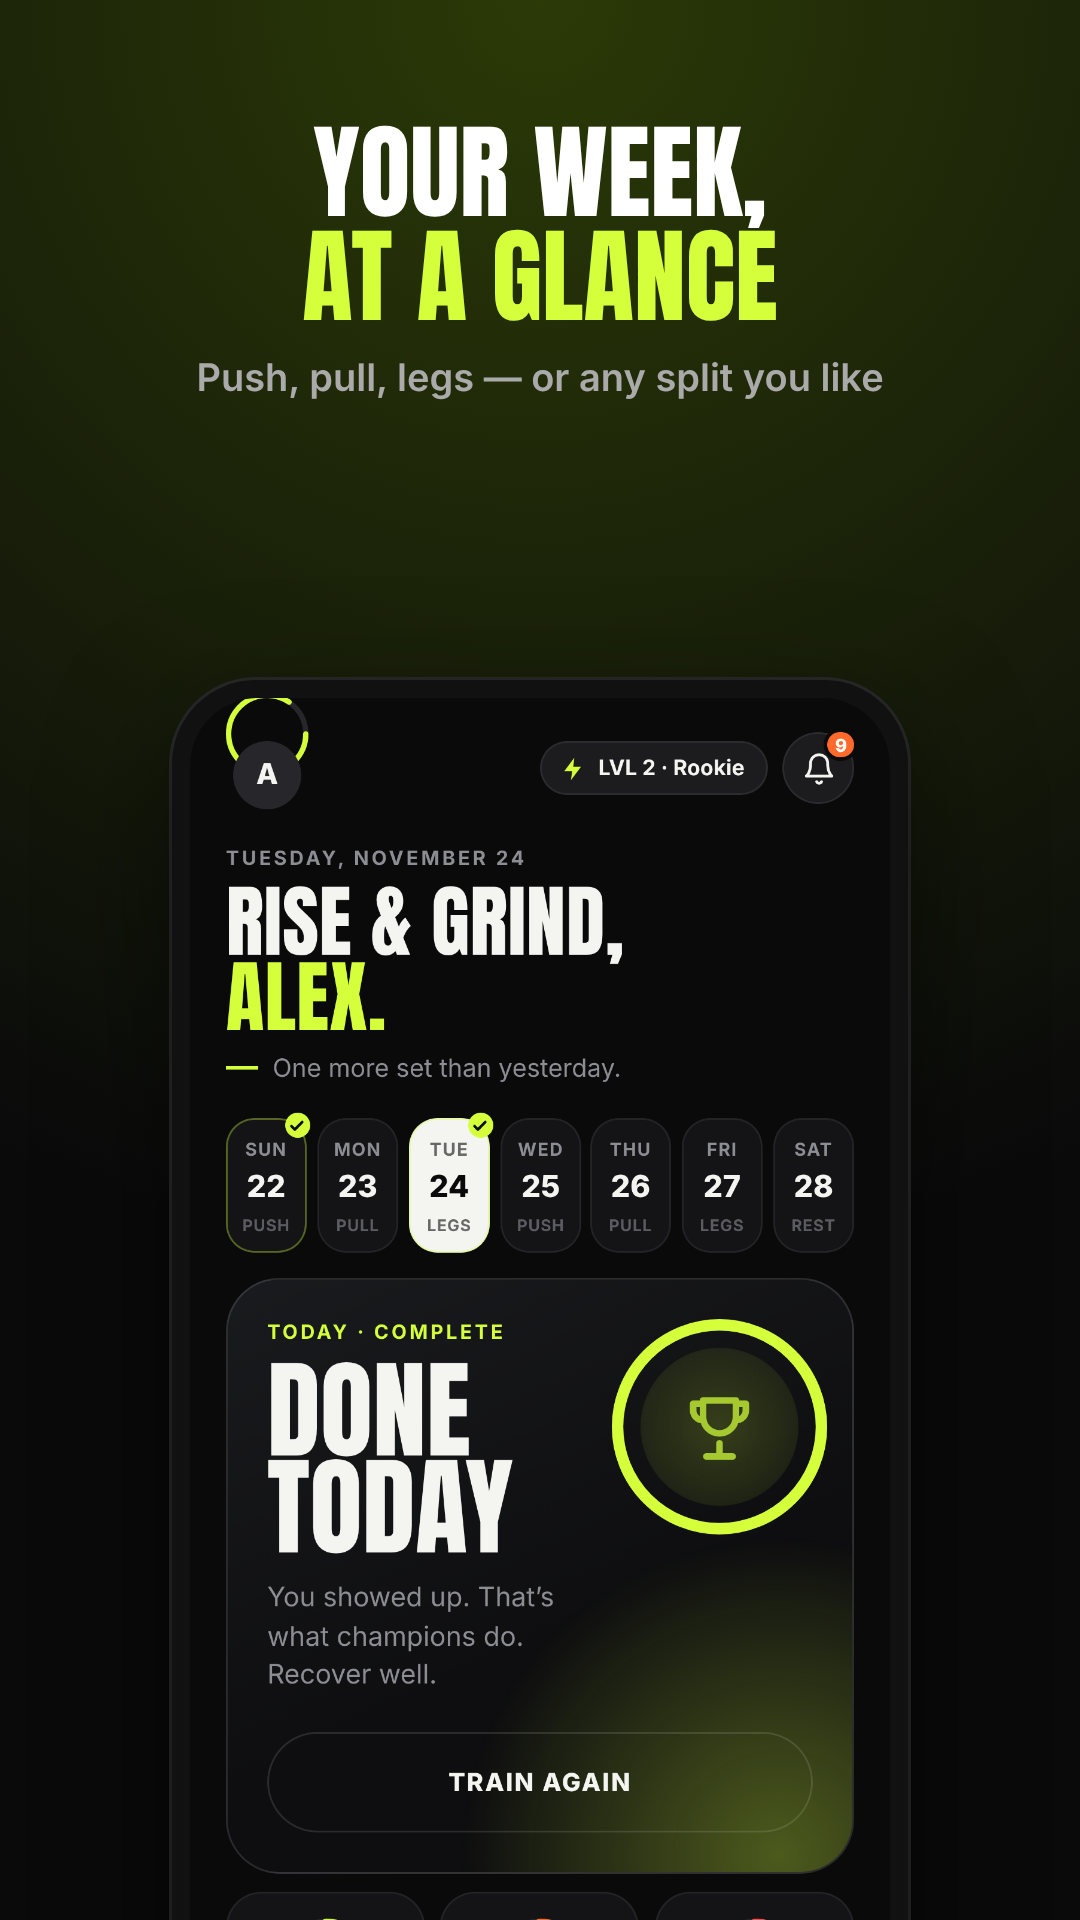 YOUR WEEK,
AT A GLANCE
Push, pull, legs — or any split you like
A
LVL 2 · Rookie
9
TUESDAY, NOVEMBER 24
RISE & GRIND,
ALEX.
One more set than yesterday.
SUN MON TUE WED THU FRI SAT
22 23 24 25 26 27 28
PUSH PULL LEGS PUSH PULL LEGS REST
TODAY · COMPLETE
DONE
TODAY
You showed up. That’s
what champions do.
Recover well.
TRAIN AGAIN